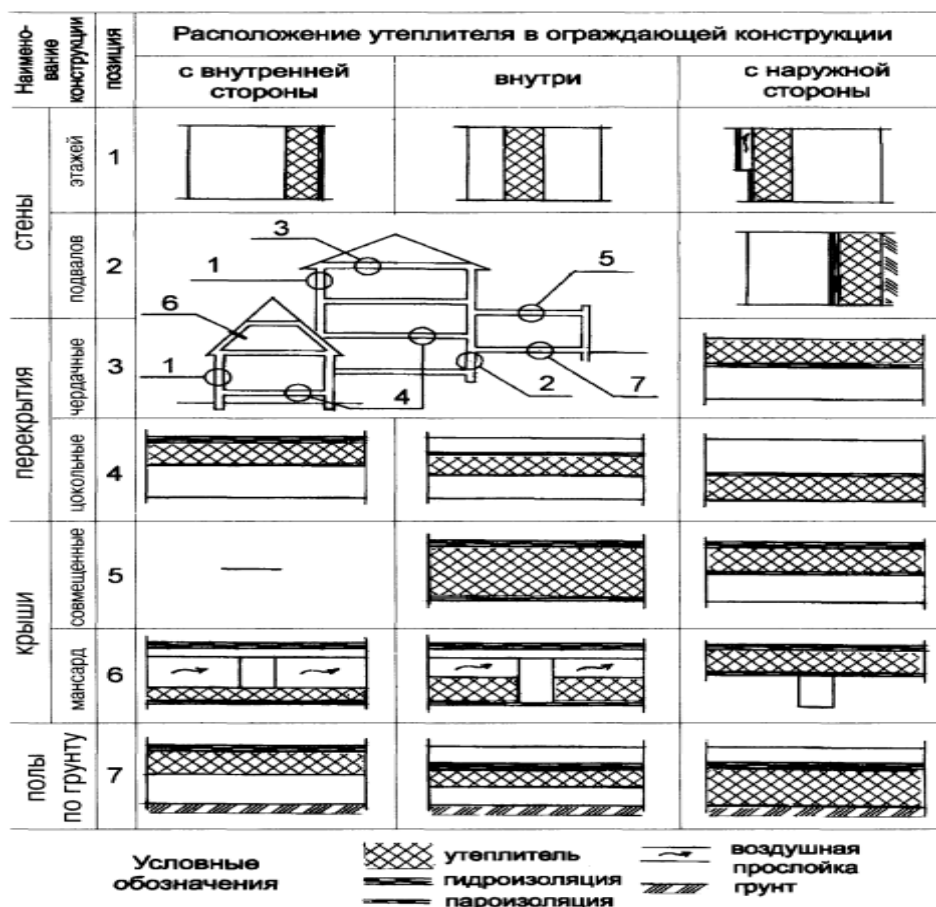 Наимено-
вание
конструкции
позиция
Расположение утеплителя в ограждающей конструкции
с внутренней
стороны
внутри
с наружной
стороны
стены
этажей
1
подвалов
2
3
1
5
6
1
4
2
7
перекрытия
чердачные
3
цокольные
4
крыши
совмещенные
5
мансард
6
полы
по грунту
7
Условные
обозначения
утеплитель
гидроизоляция
пароизоляция
воздушная
прослойка
грунт